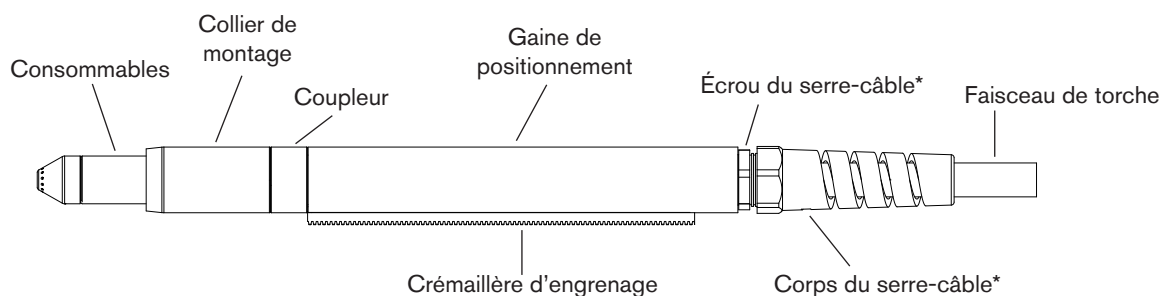 Collier de
montage
Gaine de
positionnement
Consommables
Coupleur
Écrou du serre-câble*
Faisceau de torche
Crémaillère d'engrenage
Corps du serre-câble*